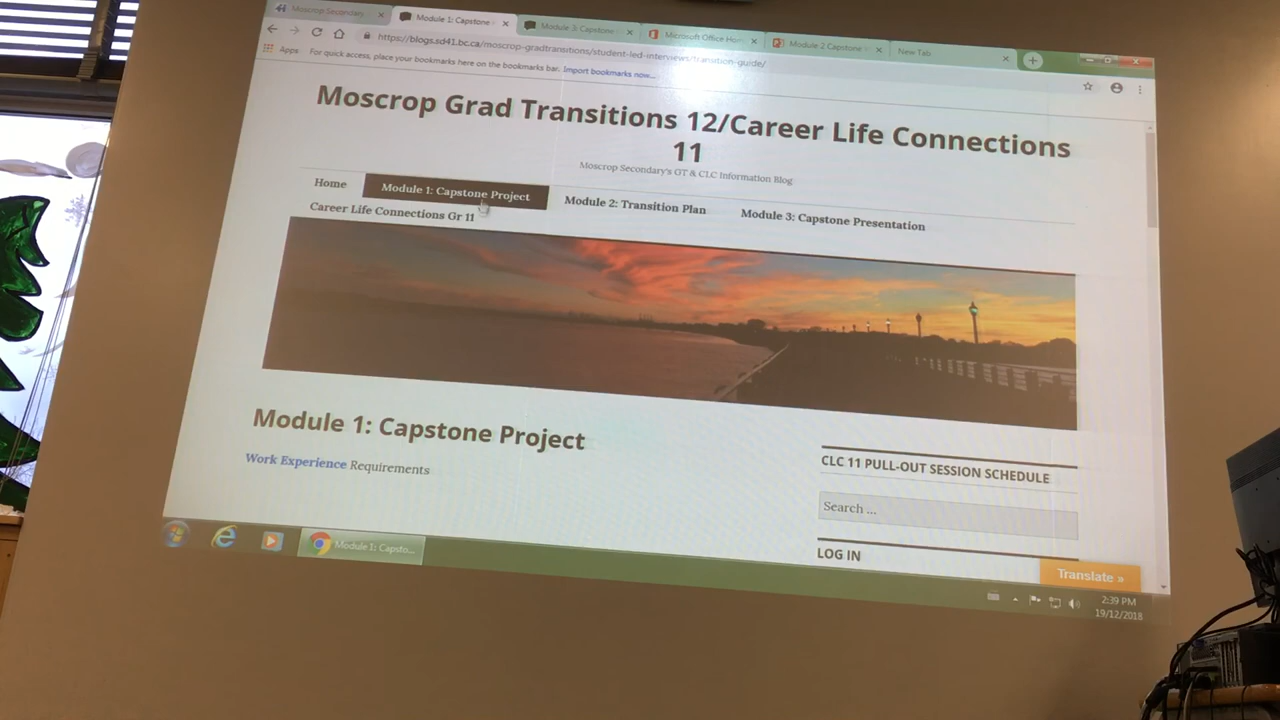 Moscrop Secondary
Module 1: Capstone
Module 3: Capstone
Microsoft Office Hom
Module 2 Capstone
New Tab
https://blogs.sd41.bc.ca/moscrop-gradtransitions/student-led-interviews/transition-guide/
Apps
For quick access, place your bookmarks here on the bookmarks bar. Import bookmarks now...
Moscrop Grad Transitions 12/Career Life Connections
11
Moscrop Secondary's GT & CLC Information Blog
Home
Module 1: Capstone Project
Module 2: Transition Plan
Module 3: Capstone Presentation
Career Life Connections Gr 11
Module 1: Capstone Project
Work Experience Requirements
CLC 11 PULL-OUT SESSION SCHEDULE
Search ...
LOG IN
Translate »
Module 1: Capsto...
2:39 PM
19/12/2018